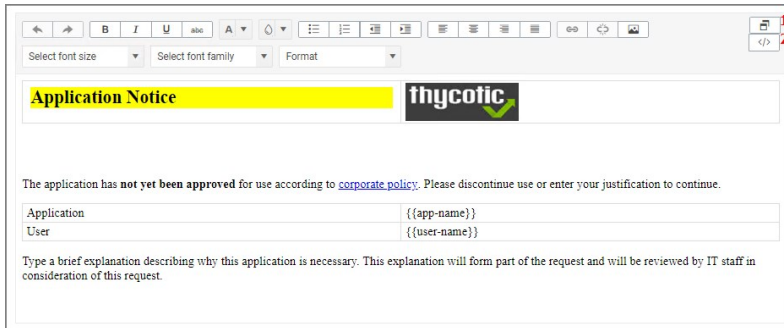 B I U abc A
</>
Select font size Select font family Format
Application Notice thycotic
The application has not yet been approved for use according to corporate policy. Please discontinue use or enter your justification to continue.
Application {{app-name}}
User {{user-name}}
Type a brief explanation describing why this application is necessary. This explanation will form part of the request and will be reviewed by IT staff in
consideration of this request.